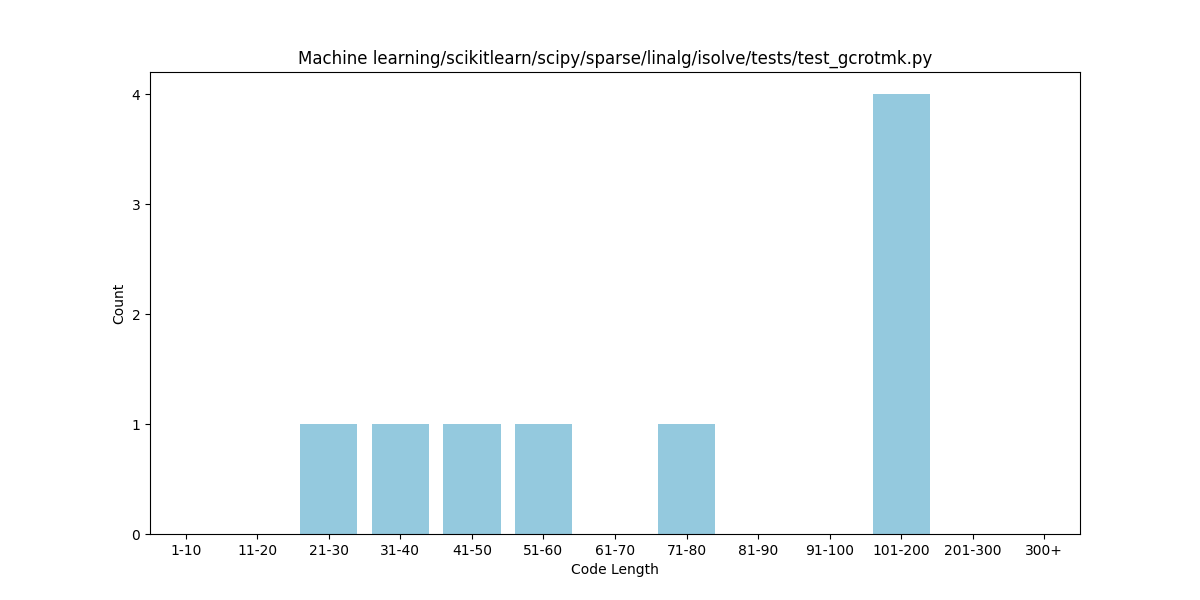 Machine learning/scikitlearn/scipy/sparse/linalg/isolve/tests/test_gcrotmk.py
Count
4
3
2
1
0
1-10 11-20 21-30 31-40 41-50 51-60 61-70 71-80 81-90 91-100 101-200 201-300 300+
Code Length